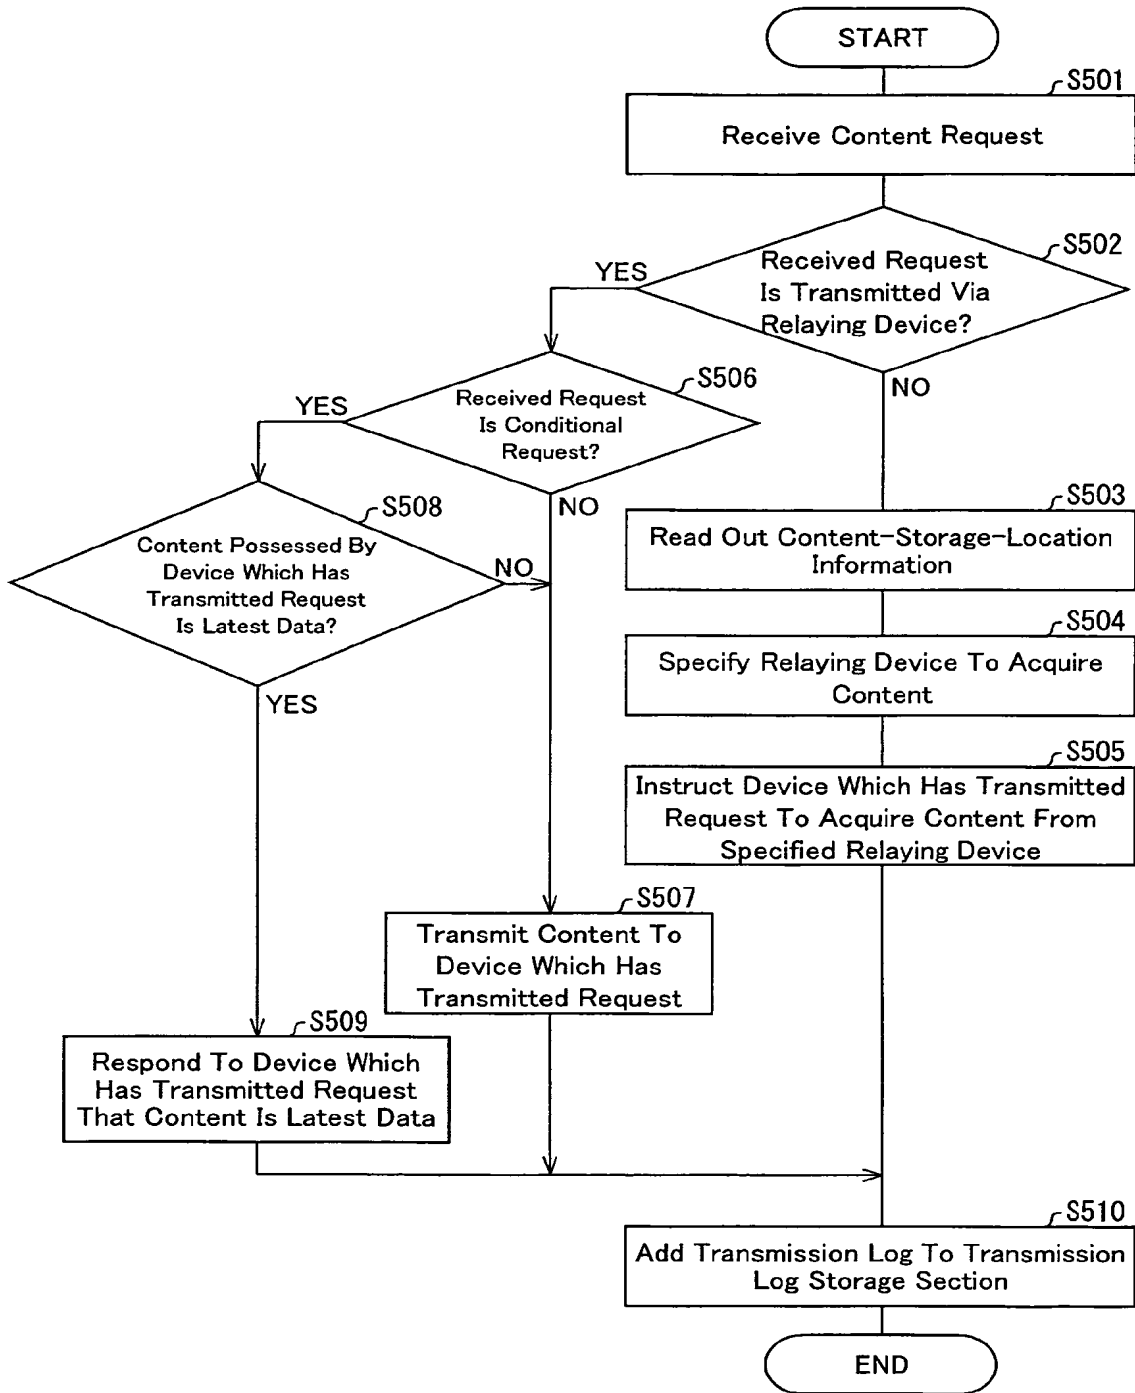 START
S501
Receive Content Request
S502
Received Request
Is Transmitted Via
Relaying Device?
YES
NO
S506
Received Request
Is Conditional
Request?
YES
NO
S508
Content Possessed By
Device Which Has
Transmitted Request
Is Latest Data?
NO
YES
S503
Read Out Content-Storage-Location
Information
S504
Specify Relaying Device To Acquire
Content
S505
Instruct Device Which Has Transmitted
Request To Acquire Content From
Specified Relaying Device
S507
Transmit Content To
Device Which Has
Transmitted Request
S509
Respond To Device Which
Has Transmitted Request
That Content Is Latest Data
S510
Add Transmission Log To Transmission
Log Storage Section
END